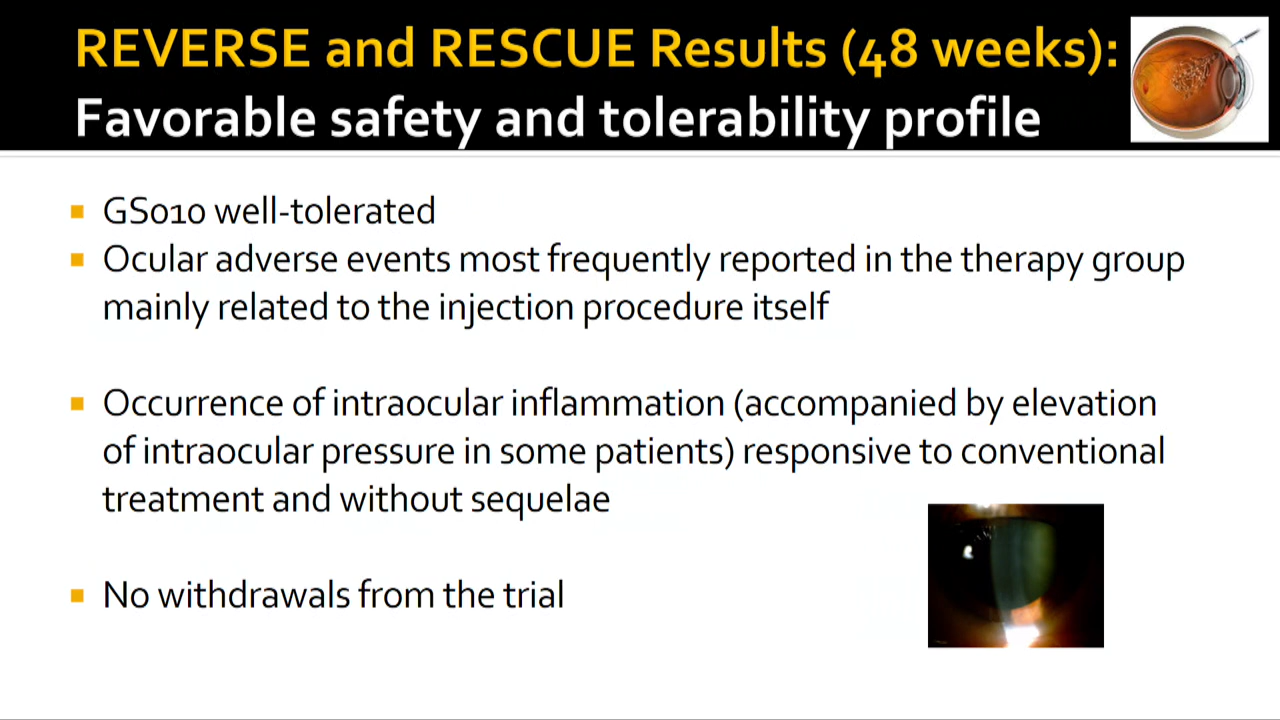 REVERSE and RESCUE Results (48 weeks):
Favorable safety and tolerability profile
GS010 well-tolerated
Ocular adverse events most frequently reported in the therapy group
mainly related to the injection procedure itself
Occurrence of intraocular inflammation (accompanied by elevation
of intraocular pressure in some patients) responsive to conventional
treatment and without sequelae
No withdrawals from the trial